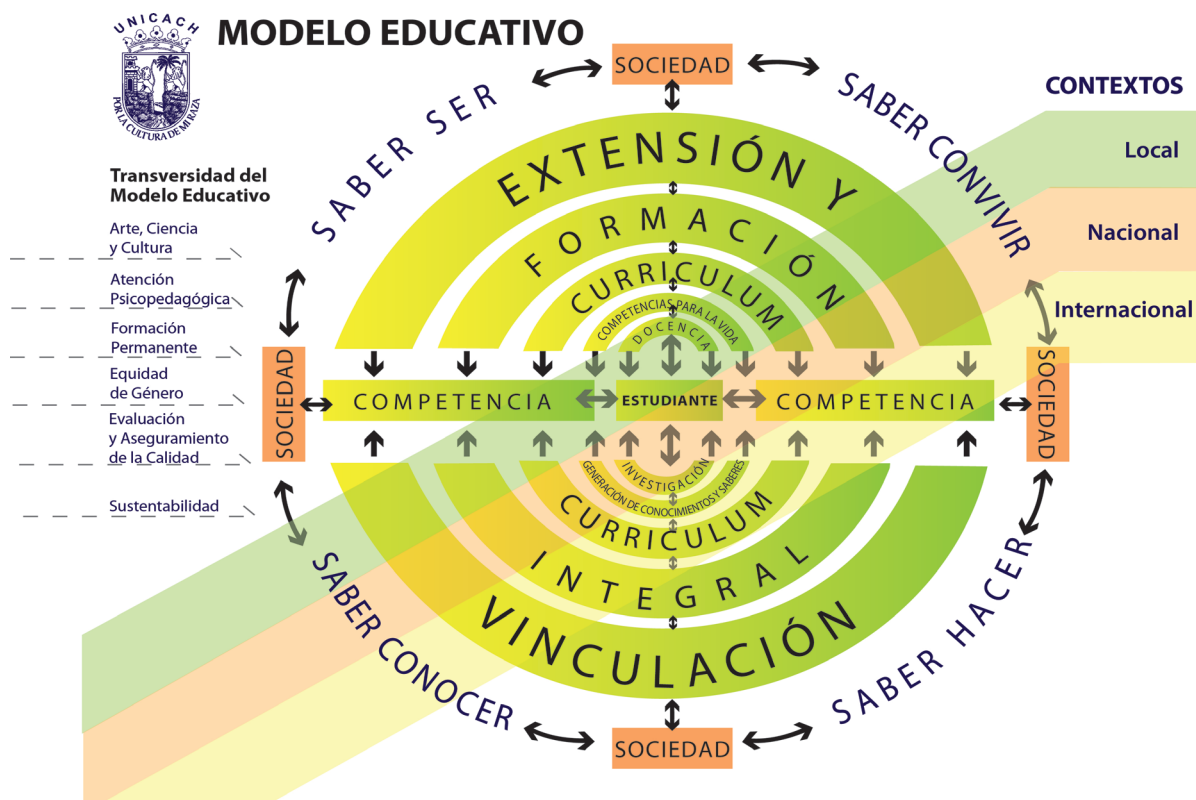 UNICACH
POR LA CULTURA DE MI RAZA
MODELO EDUCATIVO
Transversidad del
Modelo Educativo
Arte, Ciencia
y Cultura
Atención
Psicopedagógica
Formación
Permanente
Equidad
de Género
Evaluación
y Aseguramiento
de la Calidad
Sustentabilidad
SOCIEDAD
SABER SER
SABER CONVIVIR
EXTENSIÓN Y
FORMACIÓN
CURRICULUM
COMPETENCIAS PARA LA VIDA
DOCENCIA
SOCIEDAD
COMPETENCIA
ESTUDIANTE
COMPETENCIA
SOCIEDAD
INVESTIGACIÓN
GENERACIÓN DE CONOCIMIENTOS Y SABERES
CURRICULUM
INTEGRAL
VINCULACIÓN
SABER CONOCER
SABER HACER
SOCIEDAD
CONTEXTOS
Local
Nacional
Internacional